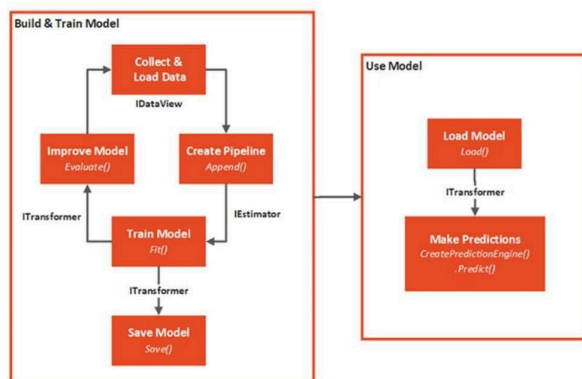 Build & Train Model
Collect &
Load Data
IDataView
Improve Model
Evaluate()
Create Pipeline
Append()
ITransformer
IEstimator
Train Model
Fit()
ITransformer
Save Model
Save()
Use Model
Load Model
Load()
ITransformer
Make Predictions
CreatePredictionEngine()
.Predict()